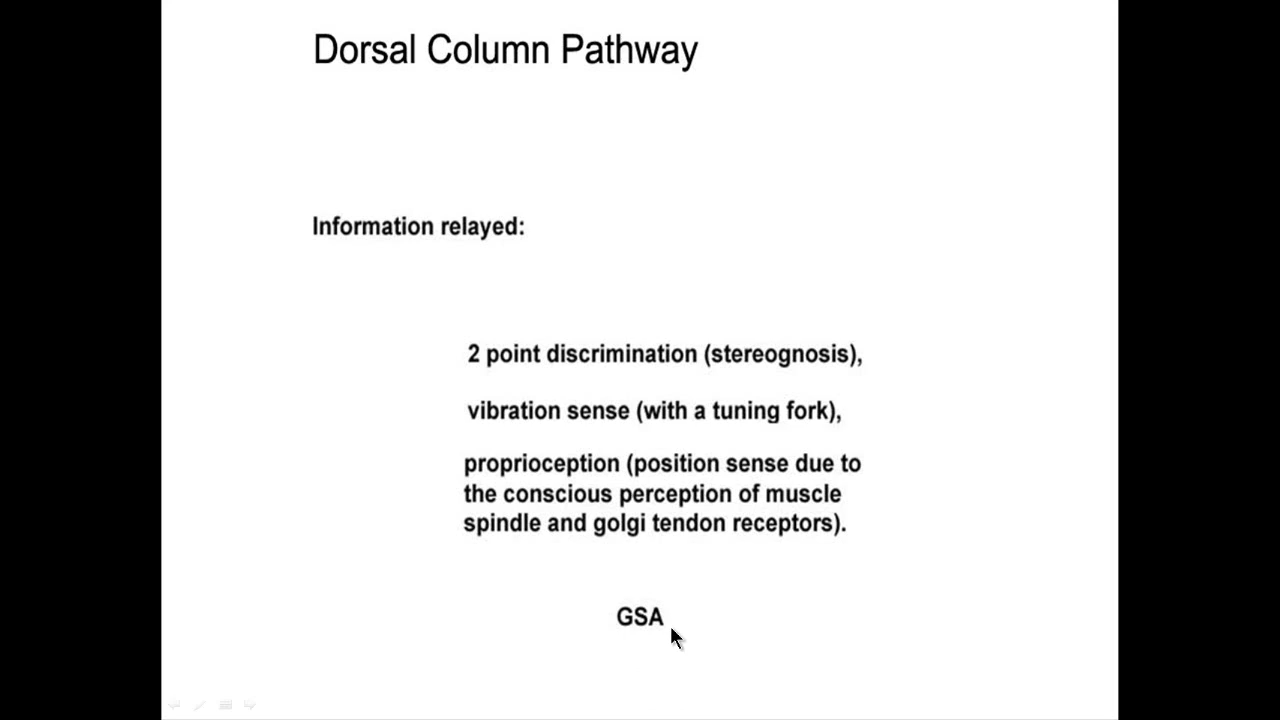 Dorsal Column Pathway
Information relayed:
2 point discrimination (stereognosis),
vibration sense (with a tuning fork),
proprioception (position sense due to
the conscious perception of muscle
spindle and golgi tendon receptors).
GSA